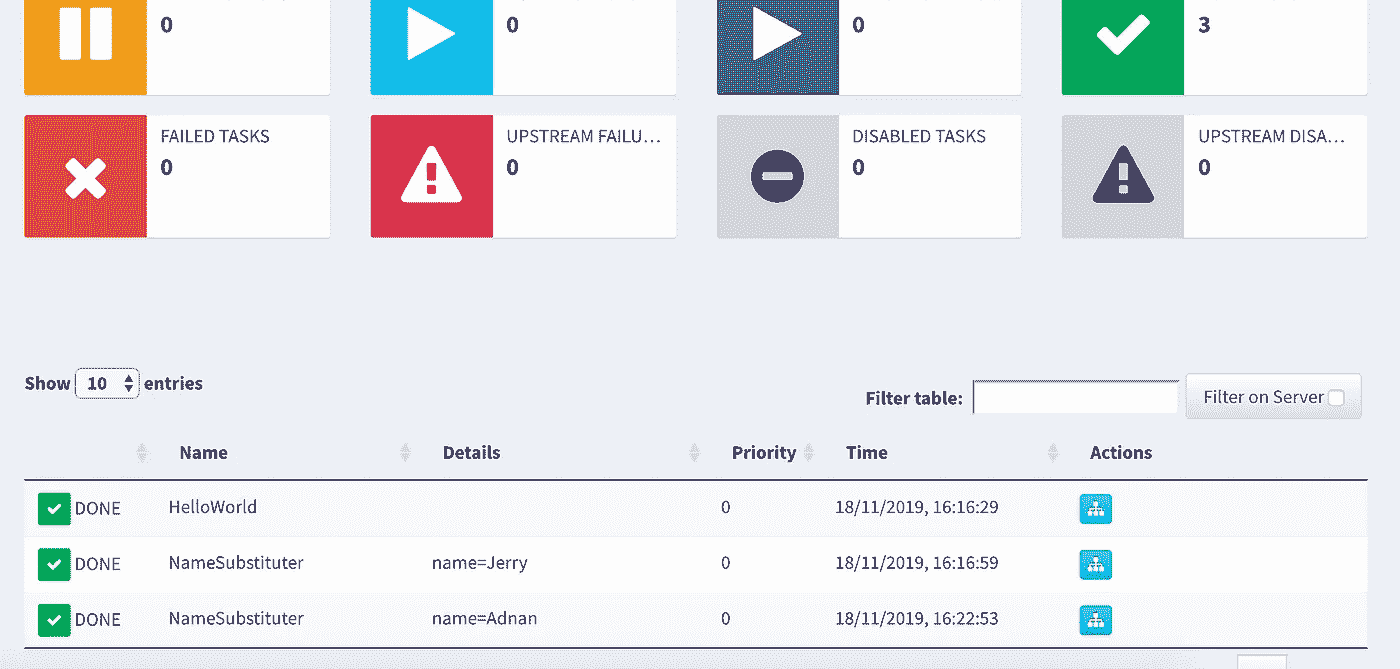 0 0 0 3
FAILED TASKS UPSTREAM FAILU... DISABLED TASKS UPSTREAM DISA...
0 0 0 0
Show 10 entries
Filter table: Filter on Server
Name Details Priority Time Actions
DONE HelloWorld 0 18/11/2019, 16:16:29
DONE NameSubstituter name=Jerry 0 18/11/2019, 16:16:59
DONE NameSubstituter name=Adnan 0 18/11/2019, 16:22:53